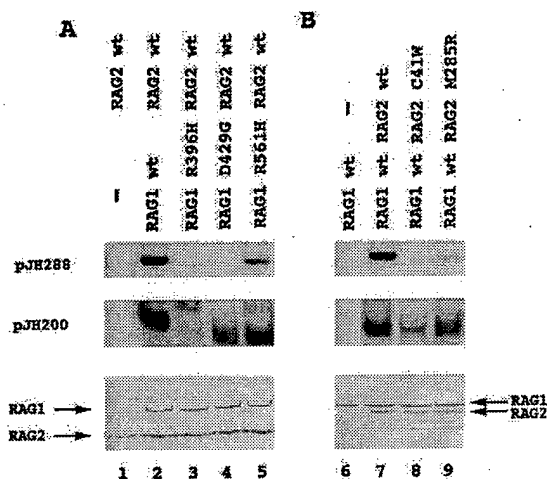 A
B
—
RAG2 wt
RAG1 wt RAG2 wt
RAG1 R396H RAG2 wt
RAG1 D429G RAG2 wt
RAG1 R561H RAG2 wt
RAG1 wt —
RAG1 wt RAG2 wt
RAG1 wt RAG2 C41W
RAG1 wt RAG2 M285R
pJH288
pJH200
RAG1
RAG2
RAG1
RAG2
1 2 3 4 5 6 7 8 9